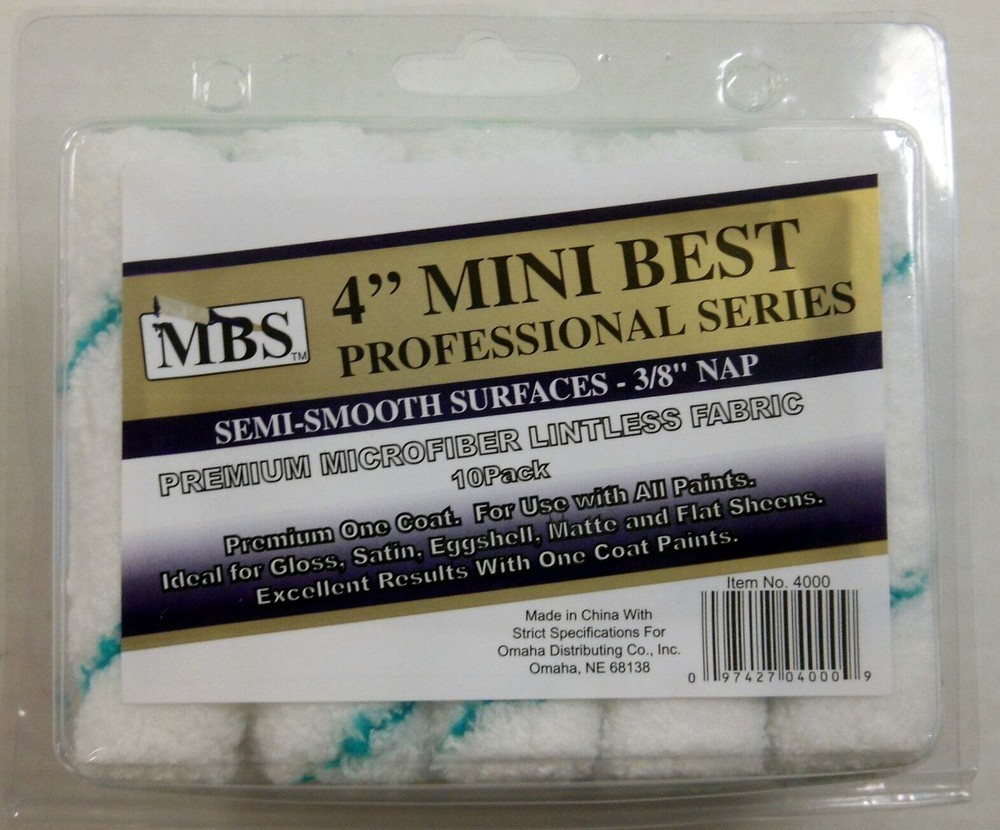 4” MINI BEST
MBS™
PROFESSIONAL SERIES
SEMI-SMOOTH SURFACES - 3/8" NAP
PREMIUM MICROFIBER LINTLESS FABRIC
10Pack
Premium One Coat. For Use with All Paints.
Ideal for Gloss, Satin, Eggshell, Matte and Flat Sheens.
Excellent Results With One Coat Paints.
Made in China With
Strict Specifications For
Omaha Distributing Co., Inc.
Omaha, NE 68138
Item No. 4000
0 97427 04000 9